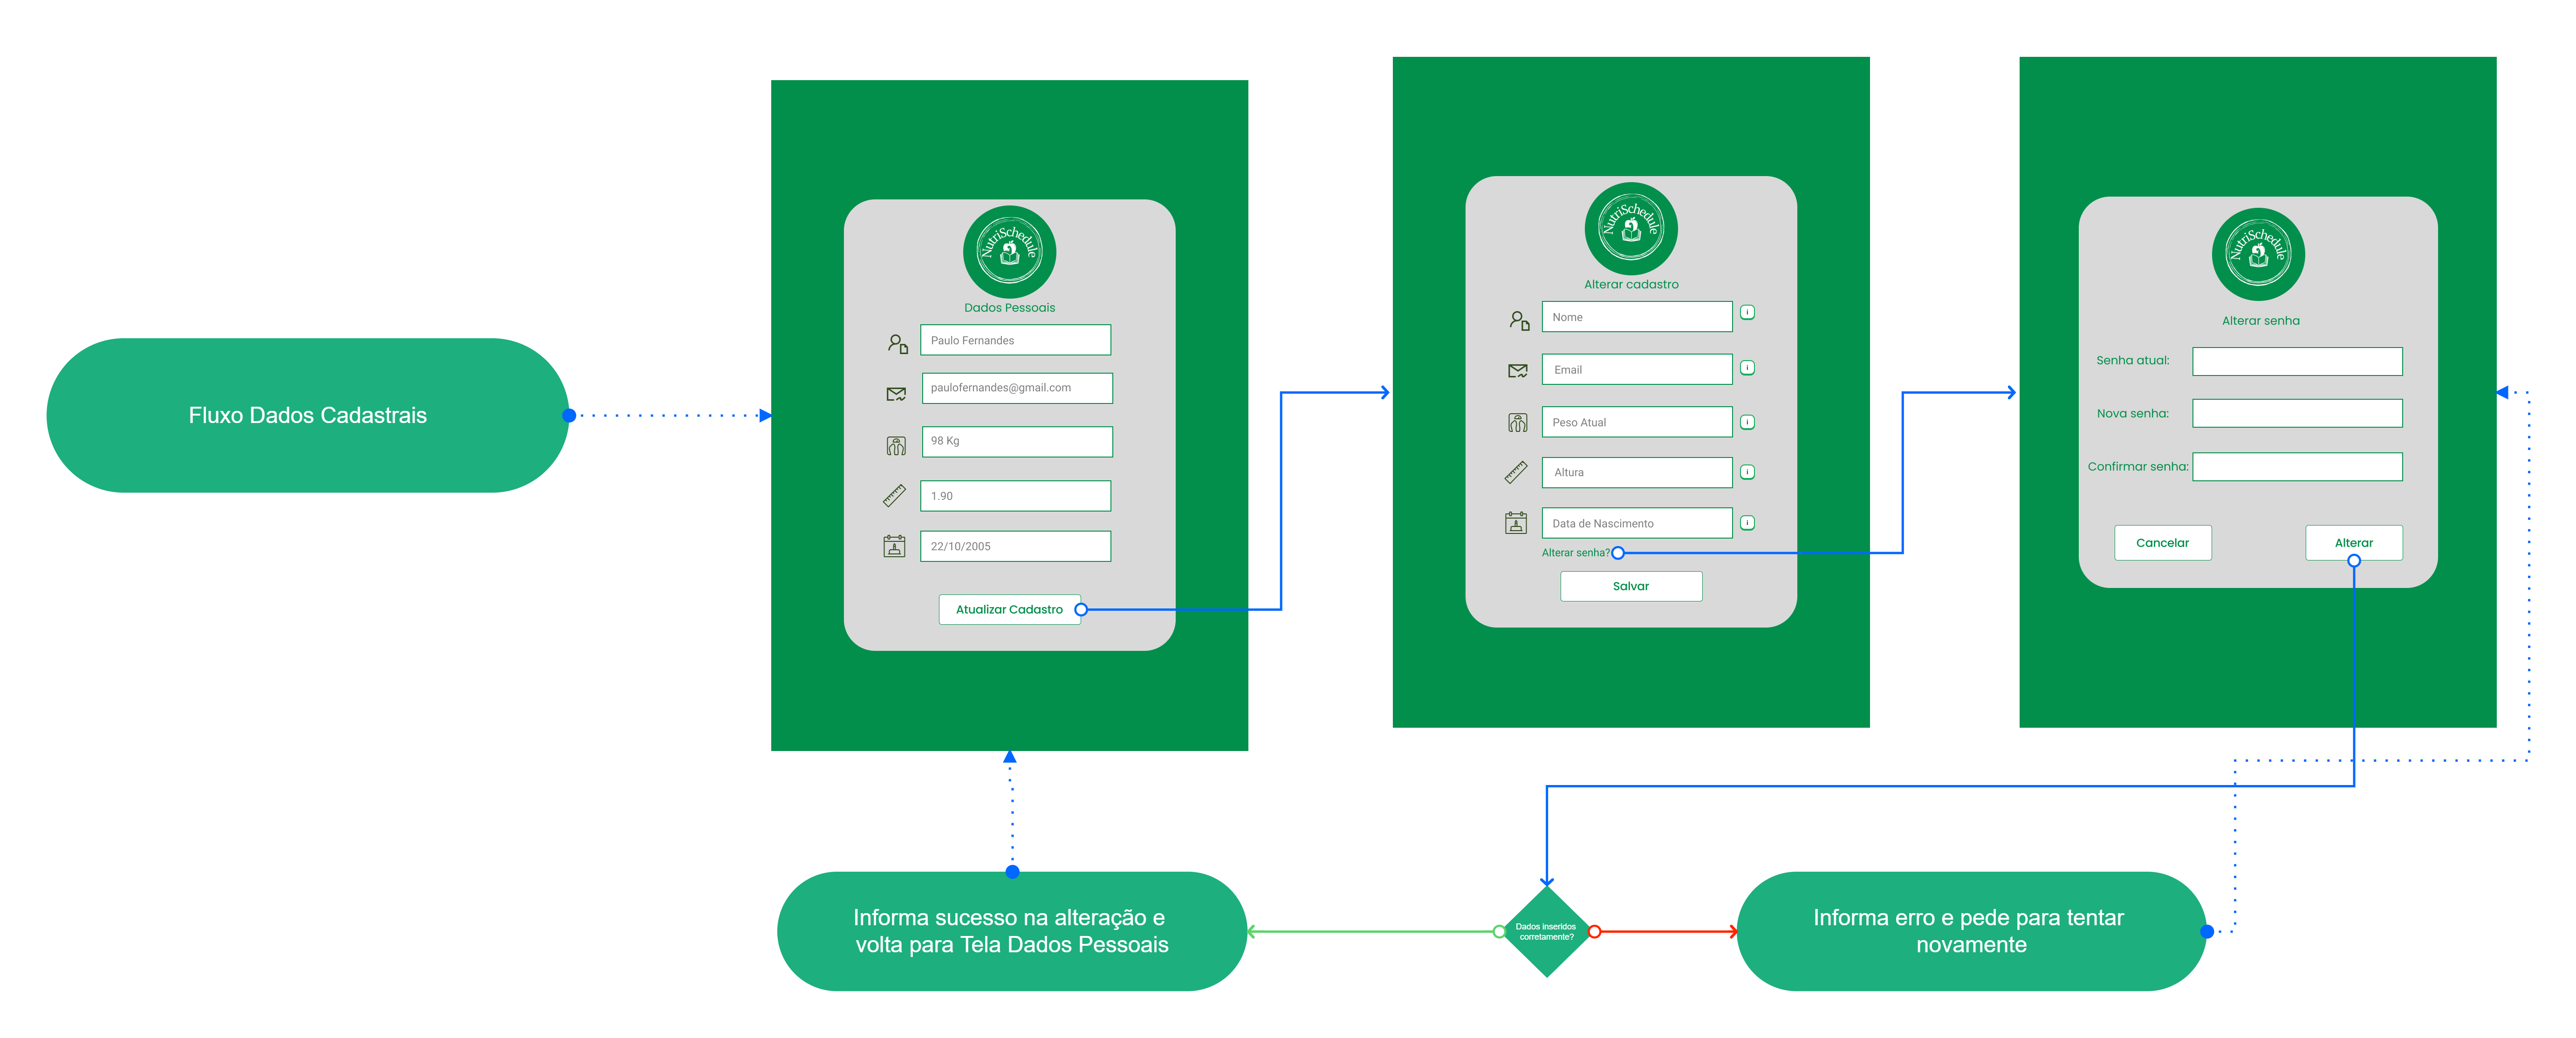 Fluxo Dados Cadastrais
NutriSchedule
Dados Pessoais
Paulo Fernandes
paulofernandes@gmail.com
98 Kg
1.90
22/10/2005
Atualizar Cadastro
NutriSchedule
Alterar cadastro
Nome
i
Email
i
Peso Atual
i
Altura
i
Data de Nascimento
i
Alterar senha?
Salvar
NutriSchedule
Alterar senha
Senha atual:
Nova senha:
Confirmar senha:
Cancelar
Alterar
Informa sucesso na alteração e
volta para Tela Dados Pessoais
Dados inseridos
corretamente?
Informa erro e pede para tentar
novamente